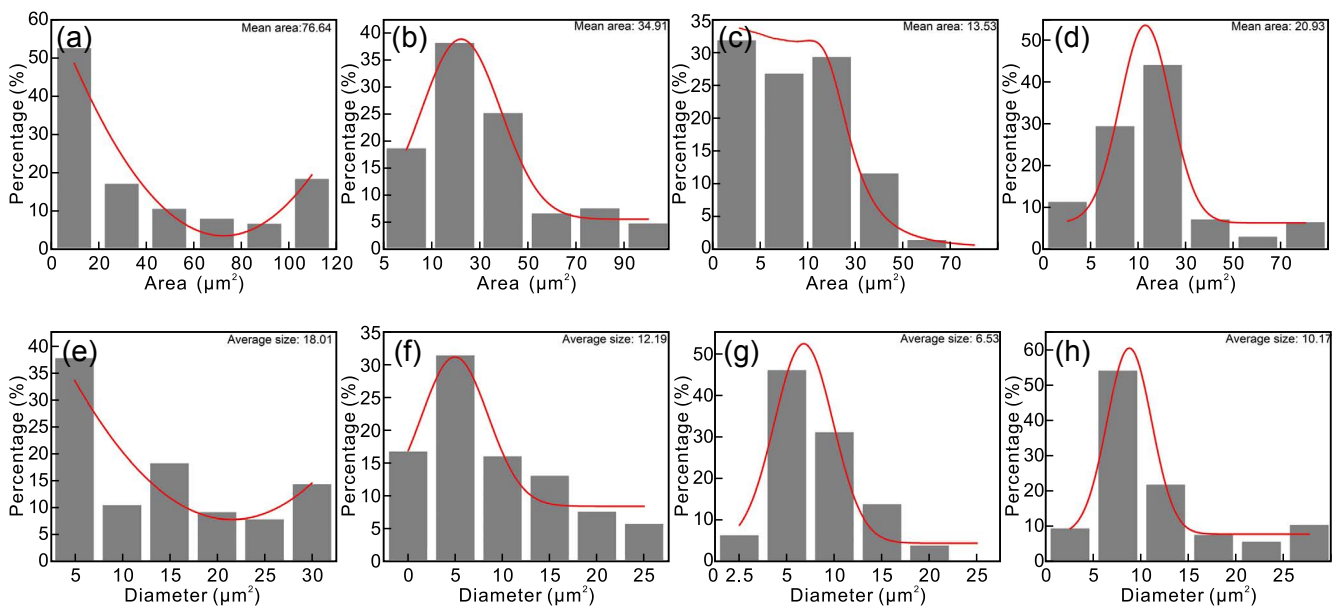 (a)
Mean area:76.64
Percentage (%)
60
50
40
30
20
10
0
0 20 40 60 80 100 120
Area (μm²)
(b)
Mean area: 34.91
Percentage (%)
40
35
30
25
20
15
10
5
0
5 10 30 50 70 90
Area (μm²)
(c)
Mean area: 13.53
Percentage (%)
35
30
25
20
15
10
5
0
0 5 10 30 50 70
Area (μm²)
(d)
Mean area: 20.93
Percentage (%)
50
40
30
20
10
0
0 5 10 30 50 70
Area (μm²)
(e)
Average size: 18.01
Percentage (%)
40
35
30
25
20
15
10
5
0
5 10 15 20 25 30
Diameter (μm²)
(f)
Average size: 12.19
Percentage (%)
35
30
25
20
15
10
5
0
0 5 10 15 20 25
Diameter (μm²)
(g)
Average size: 6.53
Percentage (%)
50
40
30
20
10
0
0 2.5 5 10 15 20 25
Diameter (μm²)
(h)
Average size: 10.17
Percentage (%)
60
50
40
30
20
10
0
0 5 10 15 20 25
Diameter (μm²)